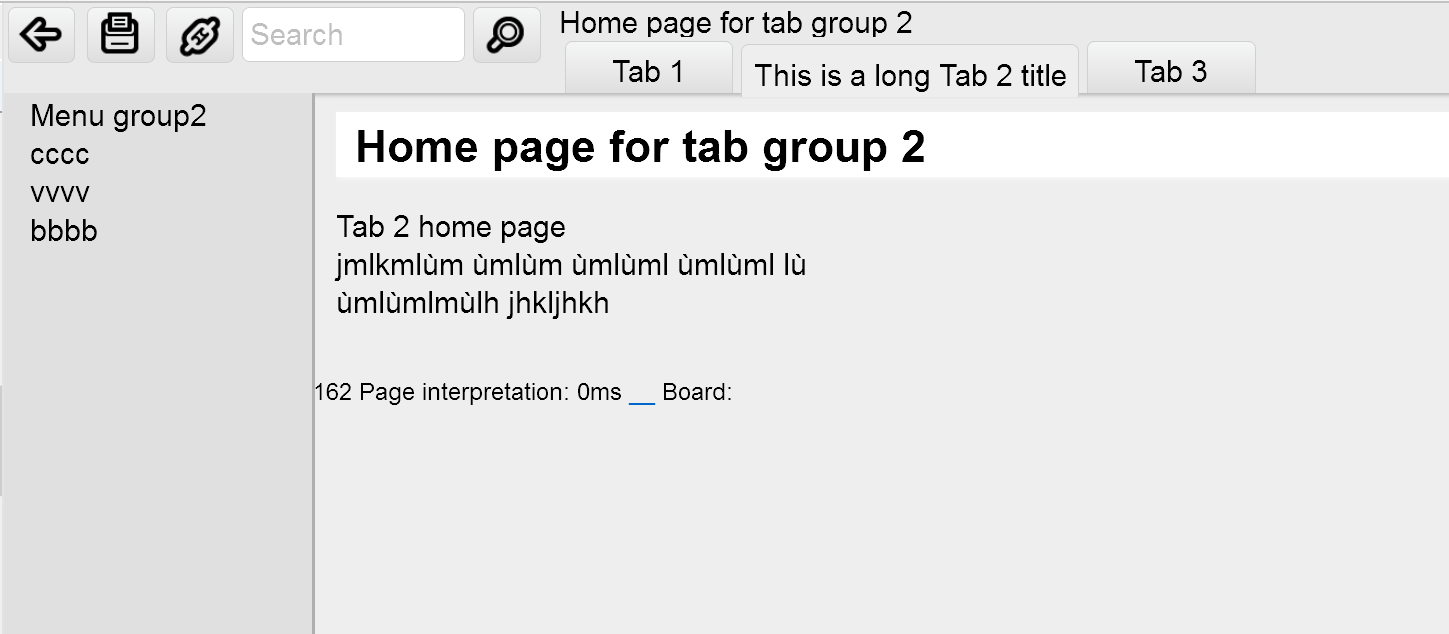 Search
Home page for tab group 2
Tab 1
This is a long Tab 2 title
Tab 3
Menu group2
cccc
vvvv
bbbb
Home page for tab group 2
Tab 2 home page
jmlkmlùm ùmlùm ùmlùml ùmlùml lù
ùmlùmlmùlh jhkljhkh
162 Page interpretation: 0ms __ Board: